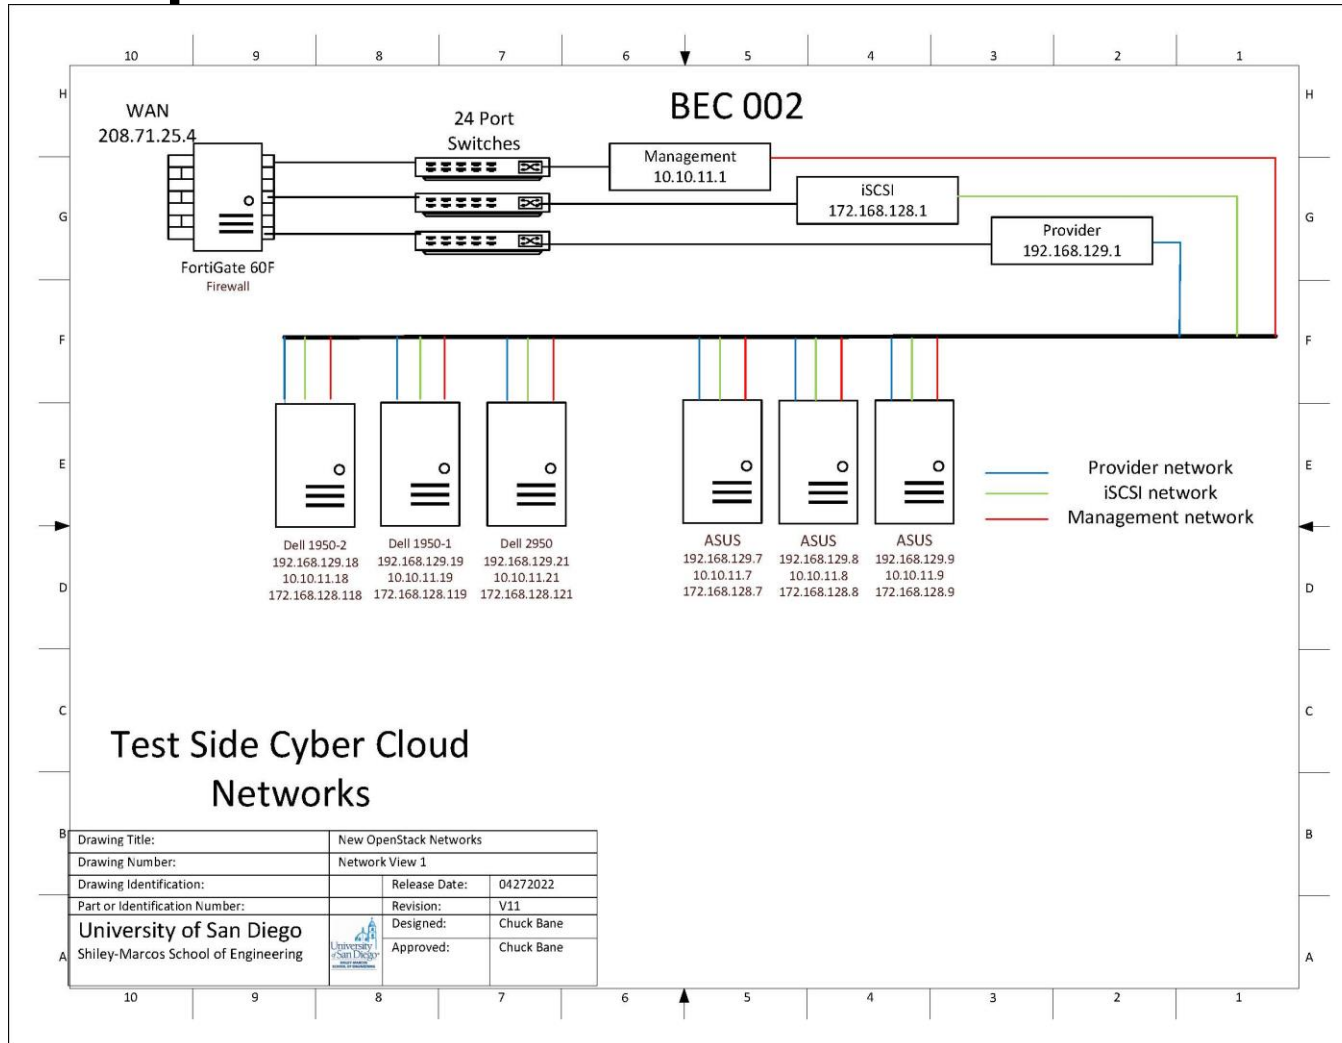 10 9 8 7 6 5 4 3 2 1
H H
BEC 002
WAN
208.71.25.4
24 Port
Switches
Management
10.10.11.1
iSCSI
172.168.128.1
G G
Provider
192.168.129.1
FortiGate 60F
Firewall
F F
E E
Provider network
iSCSI network
Management network
Dell 1950-2
192.168.129.18
10.10.11.18
172.168.128.118
Dell 1950-1
192.168.129.19
10.10.11.19
172.168.128.119
Dell 2950
192.168.129.21
10.10.11.21
172.168.128.121
ASUS
192.168.129.7
10.10.11.7
172.168.128.7
ASUS
192.168.129.8
10.10.11.8
172.168.128.8
ASUS
192.168.129.9
10.10.11.9
172.168.128.9
D D
C C
Test Side Cyber Cloud
Networks
B B
Drawing Title: New OpenStack Networks
Drawing Number: Network View 1
Drawing Identification: Release Date: 04272022
Part or Identification Number: Revision: V11
University of San Diego
Shiley-Marcos School of Engineering
University
of San Diego
SHILEY-MARCOS
SCHOOL OF ENGINEERING
Designed: Chuck Bane
Approved: Chuck Bane
A A
10 9 8 7 6 5 4 3 2 1